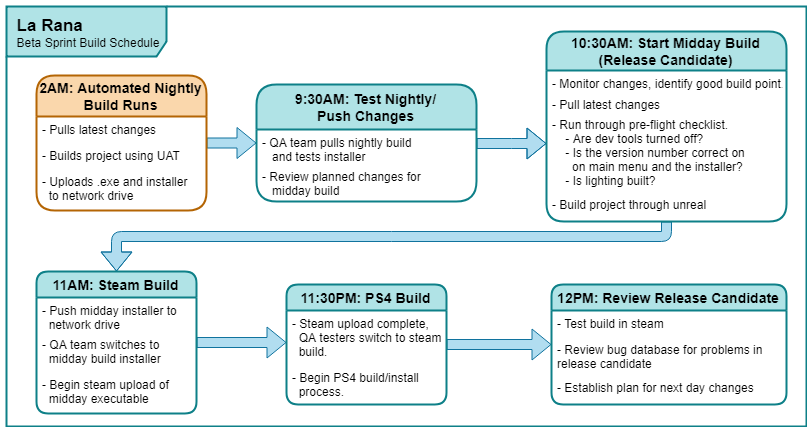 La Rana
Beta Sprint Build Schedule
2AM: Automated Nightly
Build Runs
- Pulls latest changes
- Builds project using UAT
- Uploads .exe and installer
to network drive
9:30AM: Test Nightly/
Push Changes
- QA team pulls nightly build
and tests installer
- Review planned changes for
midday build
10:30AM: Start Midday Build
(Release Candidate)
- Monitor changes, identify good build point
- Pull latest changes
- Run through pre-flight checklist.
- Are dev tools turned off?
- Is the version number correct on
on main menu and the installer?
- Is lighting built?
- Build project through unreal
11AM: Steam Build
- Push midday installer to
network drive
- QA team switches to
midday build installer
- Begin steam upload of
midday executable
11:30PM: PS4 Build
- Steam upload complete,
QA testers switch to steam
build.
- Begin PS4 build/install
process.
12PM: Review Release Candidate
- Test build in steam
- Review bug database for problems in
release candidate
- Establish plan for next day changes